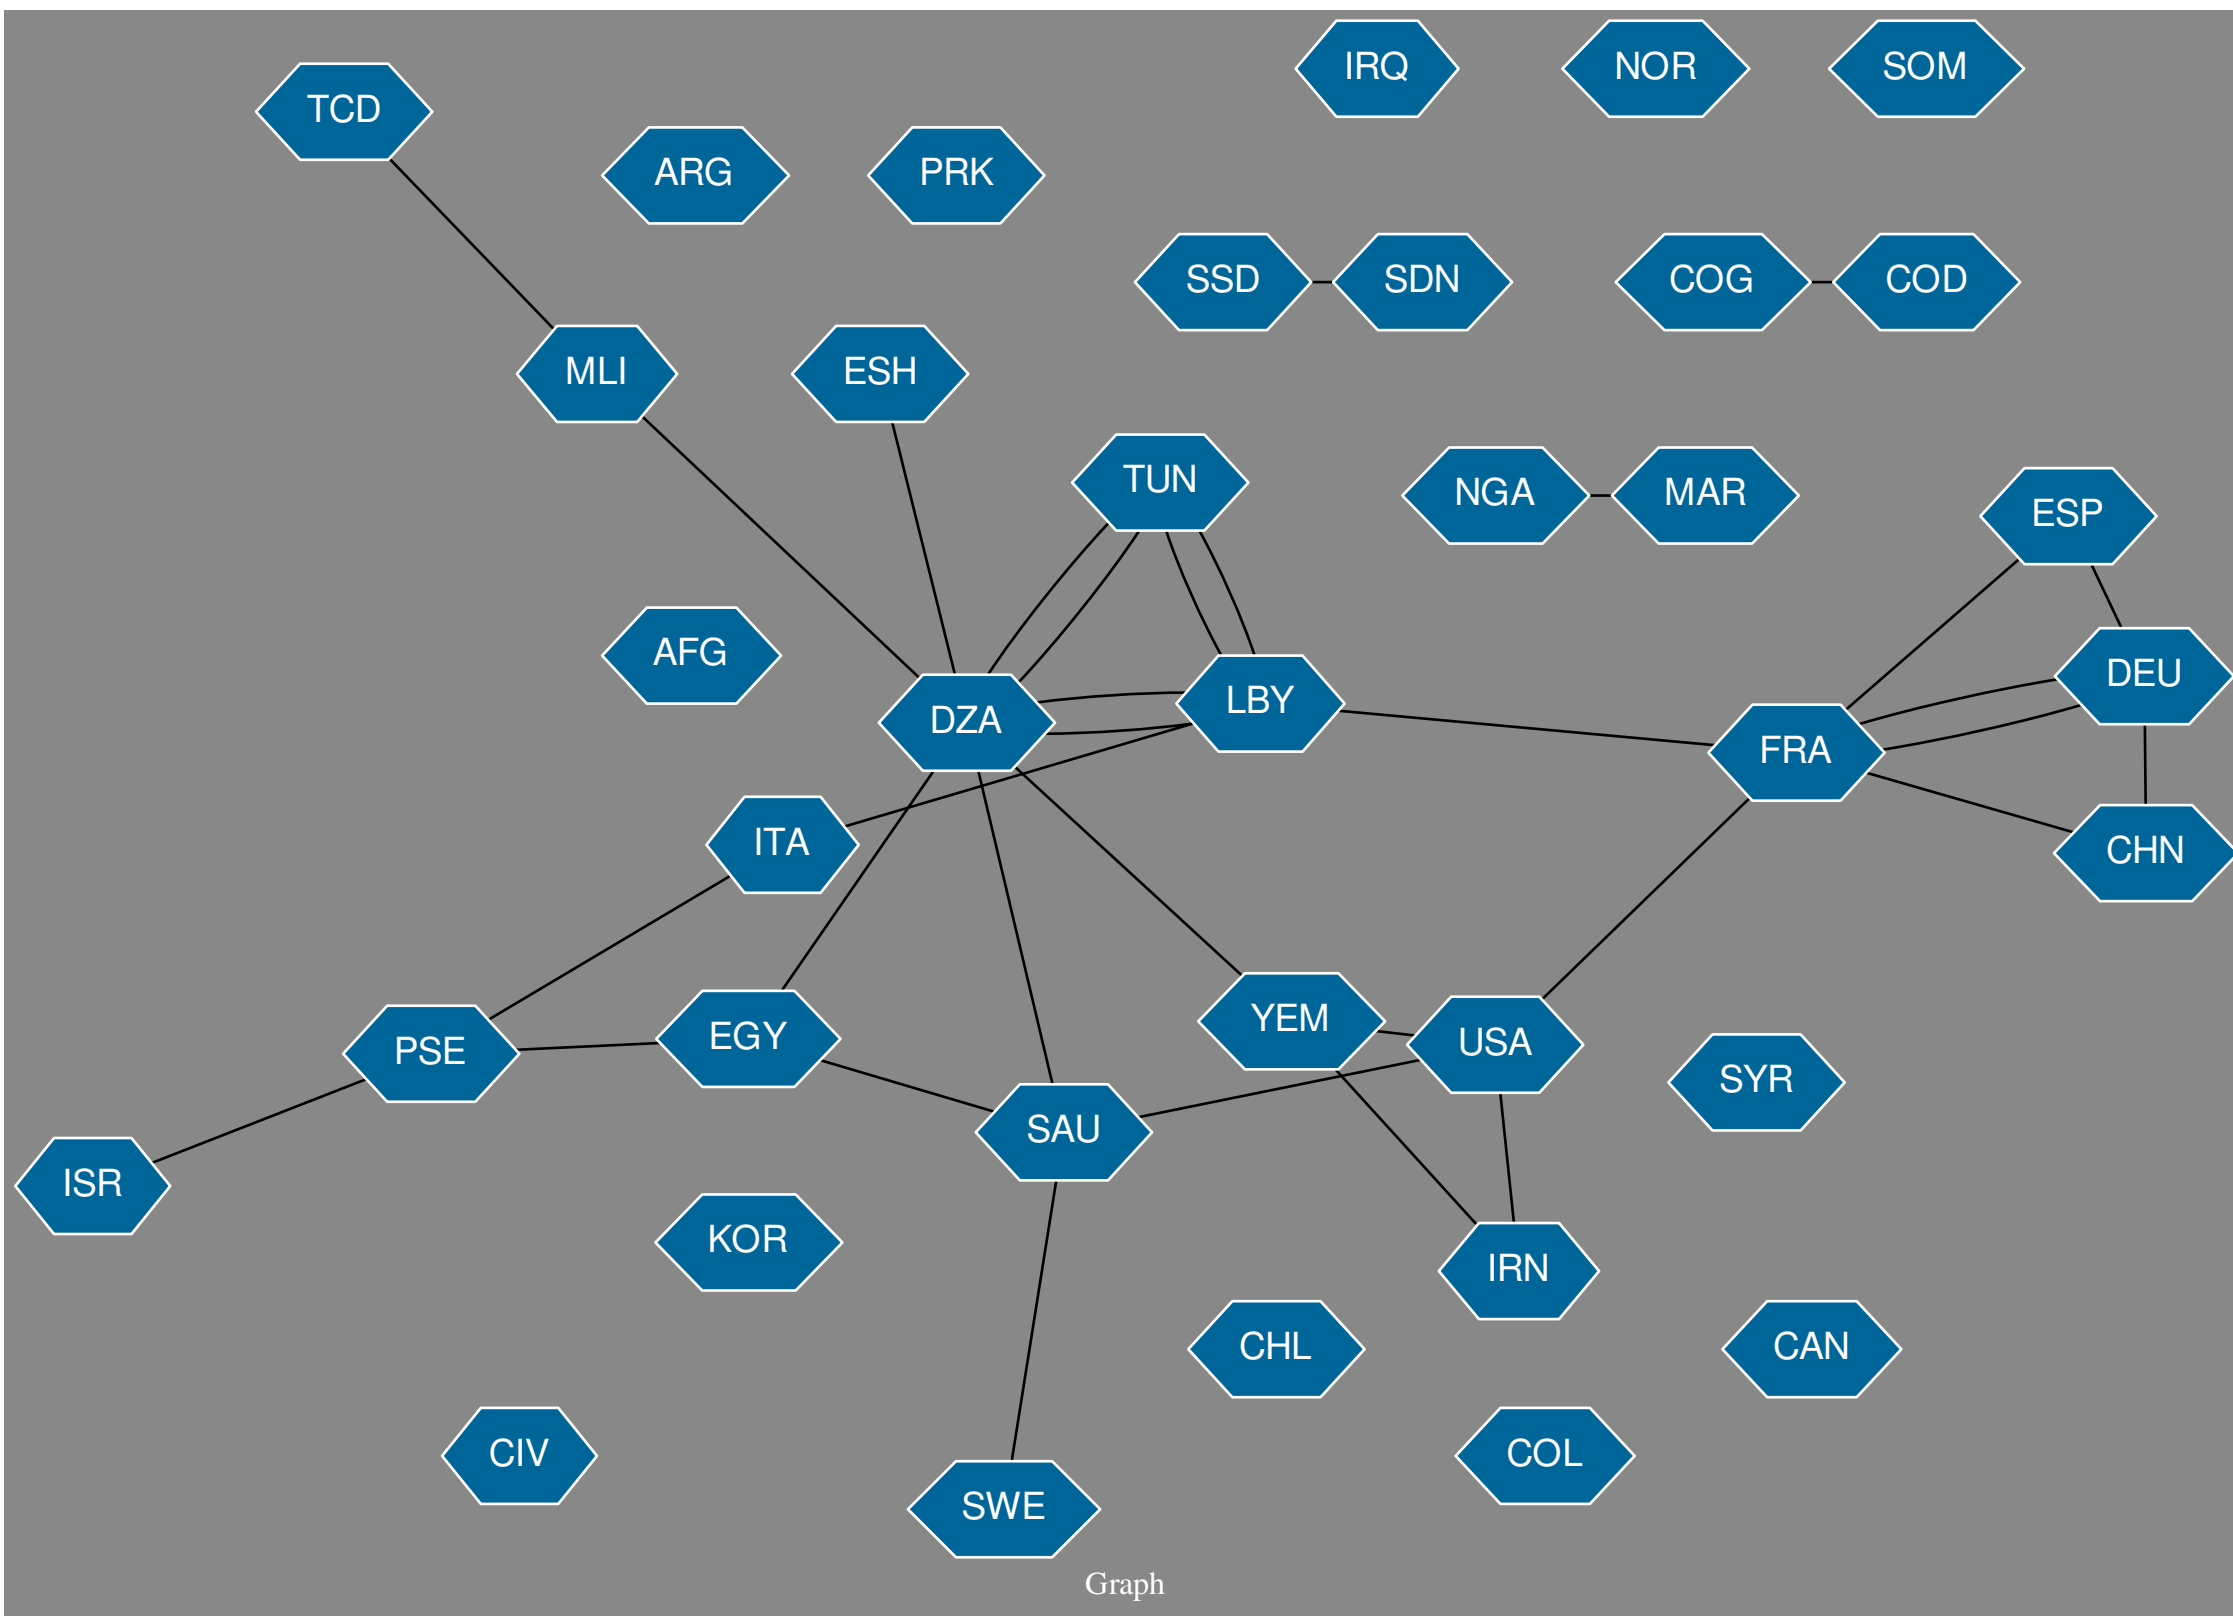 IRQ NOR SOM
TCD
ARG PRK
SSD SDN COG COD
MLI ESH
TUN NGA MAR ESP
AFG DZA LBY DEU
FRA
ITA CHN
PSE EGY YEM USA
SYR
SAU
ISR
KOR IRN
CHL CAN
CIV COL
SWE
Graph